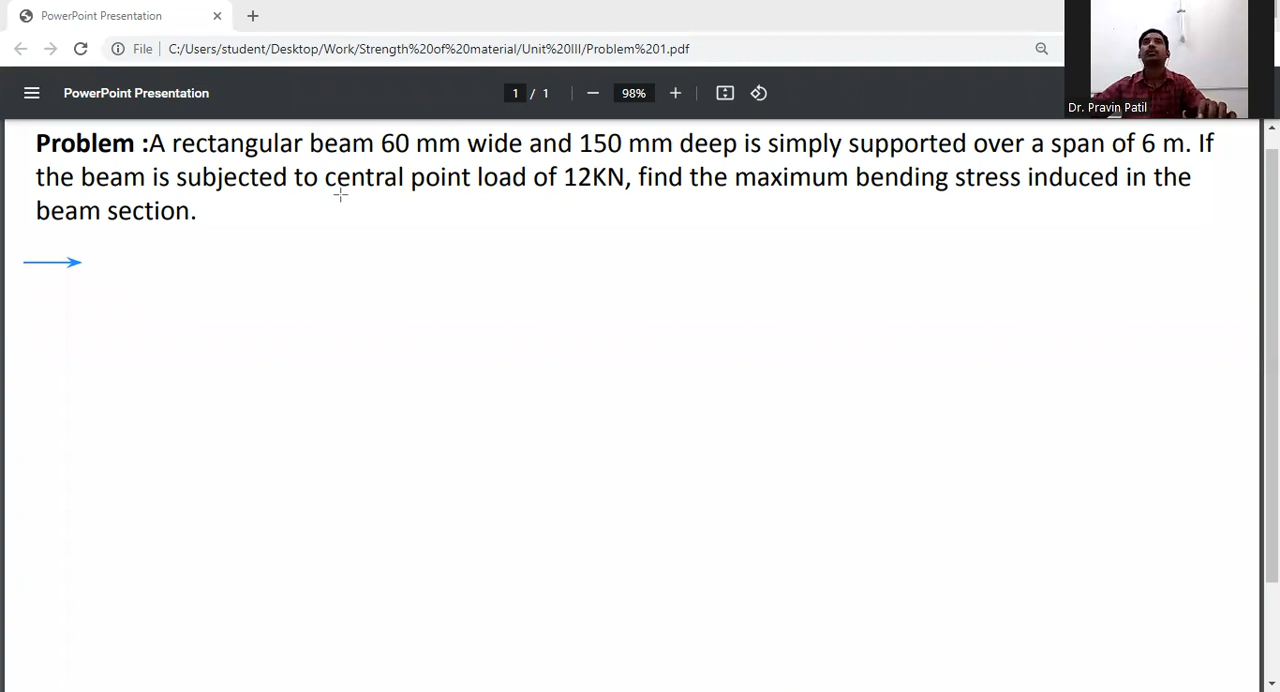 PowerPoint Presentation
File
C:/Users/student/Desktop/Work/Strength%20of%20material/Unit%20III/Problem%201.pdf
PowerPoint Presentation
1 / 1
98%
Dr. Pravin Patil
Problem :A rectangular beam 60 mm wide and 150 mm deep is simply supported over a span of 6 m. If
the beam is subjected to central point load of 12KN, find the maximum bending stress induced in the
beam section.